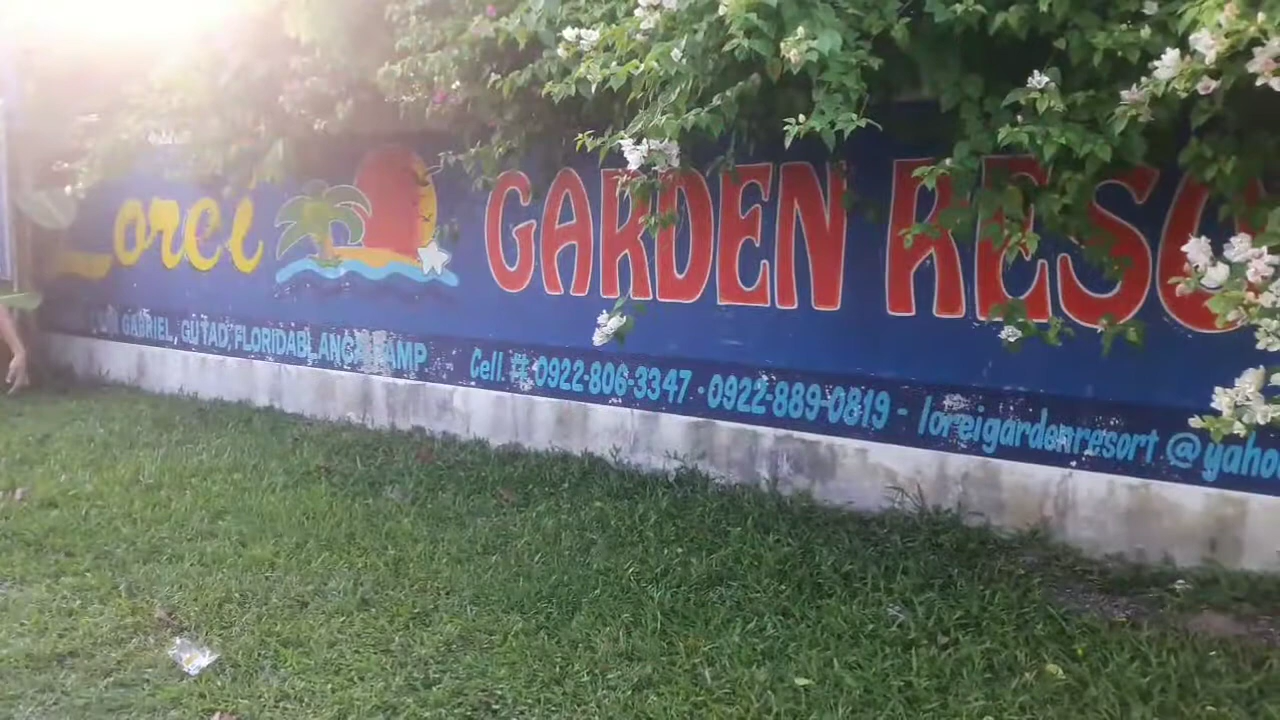 Lorei GARDEN RESO
GABRIEL, GUTAD, FLORIDABLANCA PAMP
Cell. #: 0922-806-3347 · 0922-889-0819 - loreigardenresort @yaho